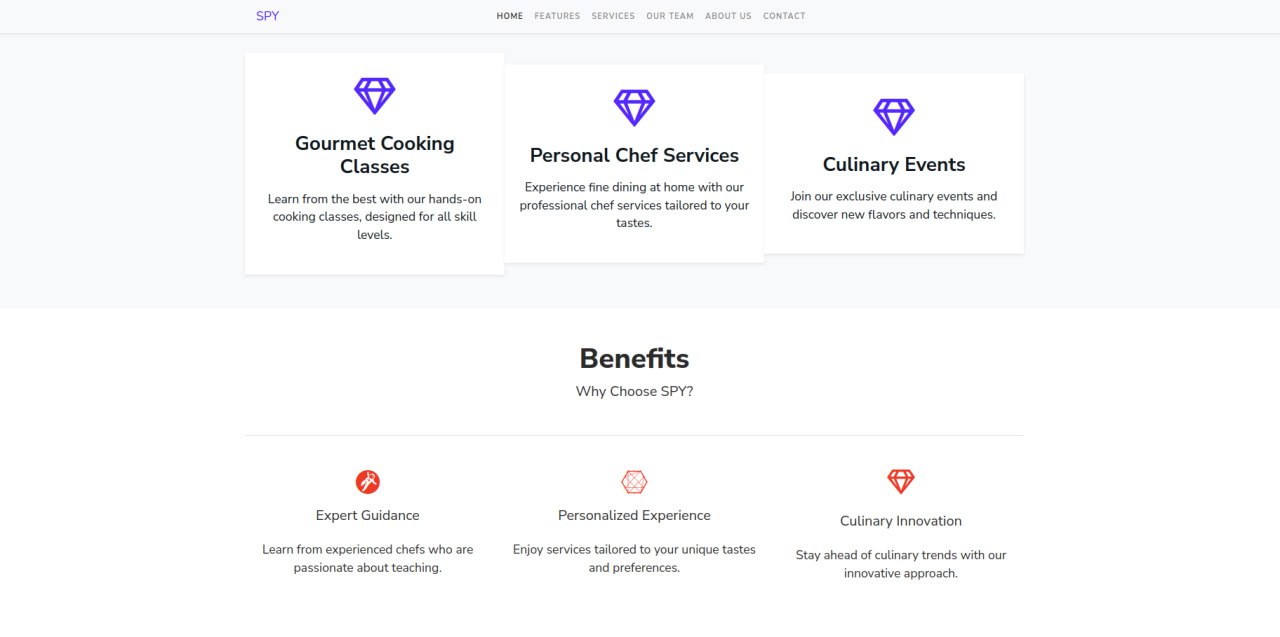 SPY
HOME FEATURES SERVICES OUR TEAM ABOUT US CONTACT
Gourmet Cooking
Classes
Learn from the best with our hands-on
cooking classes, designed for all skill
levels.
Personal Chef Services
Experience fine dining at home with our
professional chef services tailored to your
tastes.
Culinary Events
Join our exclusive culinary events and
discover new flavors and techniques.
Benefits
Why Choose SPY?
Expert Guidance
Learn from experienced chefs who are
passionate about teaching.
Personalized Experience
Enjoy services tailored to your unique tastes
and preferences.
Culinary Innovation
Stay ahead of culinary trends with our
innovative approach.